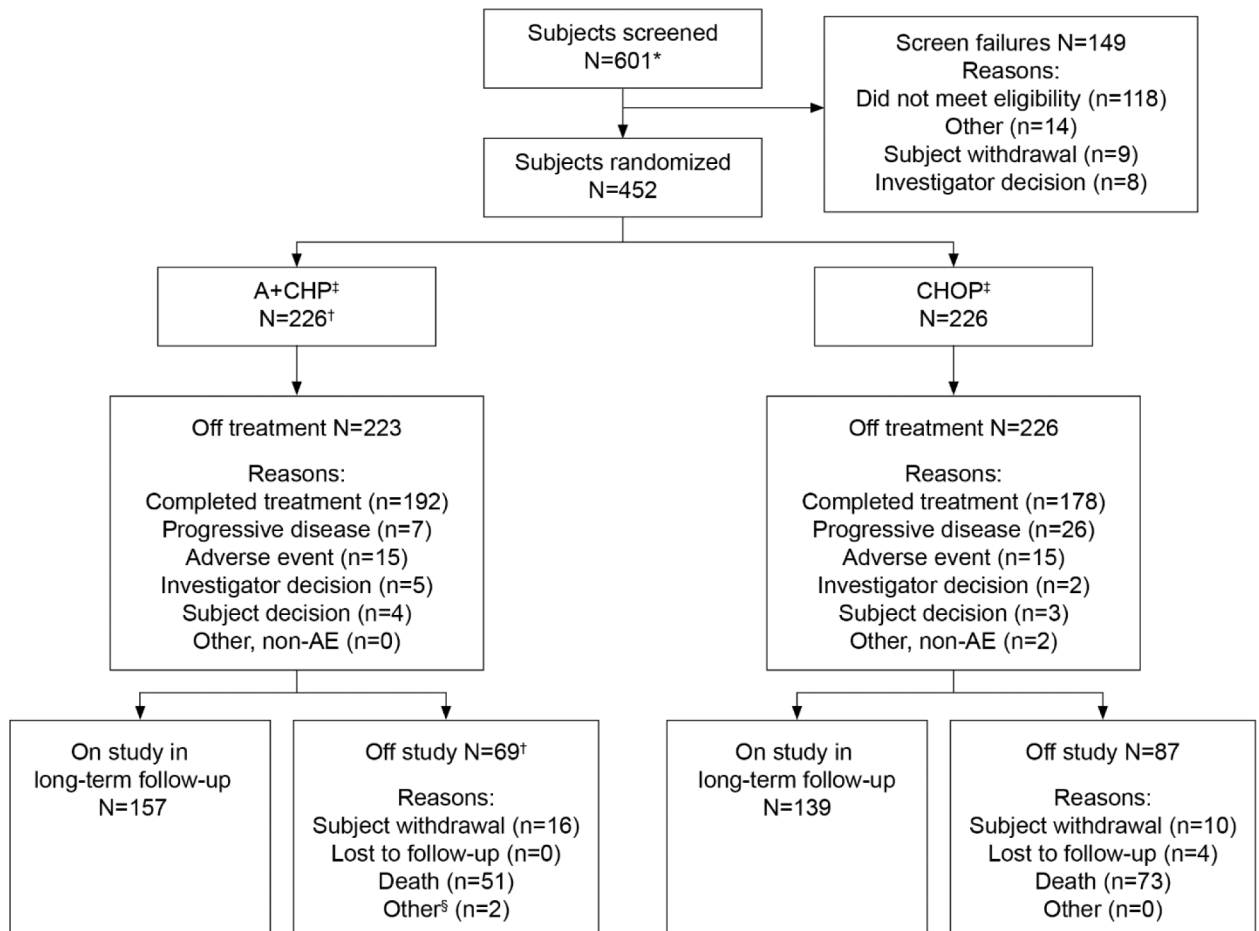 Subjects screened
N=601*
Screen failures N=149
Reasons:
Did not meet eligibility (n=118)
Other (n=14)
Subject withdrawal (n=9)
Investigator decision (n=8)
Subjects randomized
N=452
A+CHP‡
N=226†
CHOP‡
N=226
Off treatment N=223
Reasons:
Completed treatment (n=192)
Progressive disease (n=7)
Adverse event (n=15)
Investigator decision (n=5)
Subject decision (n=4)
Other, non-AE (n=0)
Off treatment N=226
Reasons:
Completed treatment (n=178)
Progressive disease (n=26)
Adverse event (n=15)
Investigator decision (n=2)
Subject decision (n=3)
Other, non-AE (n=2)
On study in
long-term follow-up
N=157
Off study N=69†
Reasons:
Subject withdrawal (n=16)
Lost to follow-up (n=0)
Death (n=51)
Other§ (n=2)
On study in
long-term follow-up
N=139
Off study N=87
Reasons:
Subject withdrawal (n=10)
Lost to follow-up (n=4)
Death (n=73)
Other (n=0)